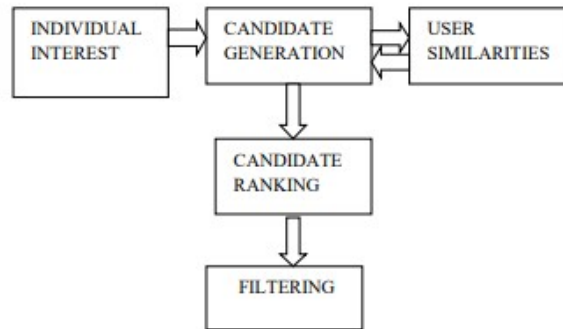 INDIVIDUAL
INTEREST
CANDIDATE
GENERATION
USER
SIMILARITIES
CANDIDATE
RANKING
FILTERING